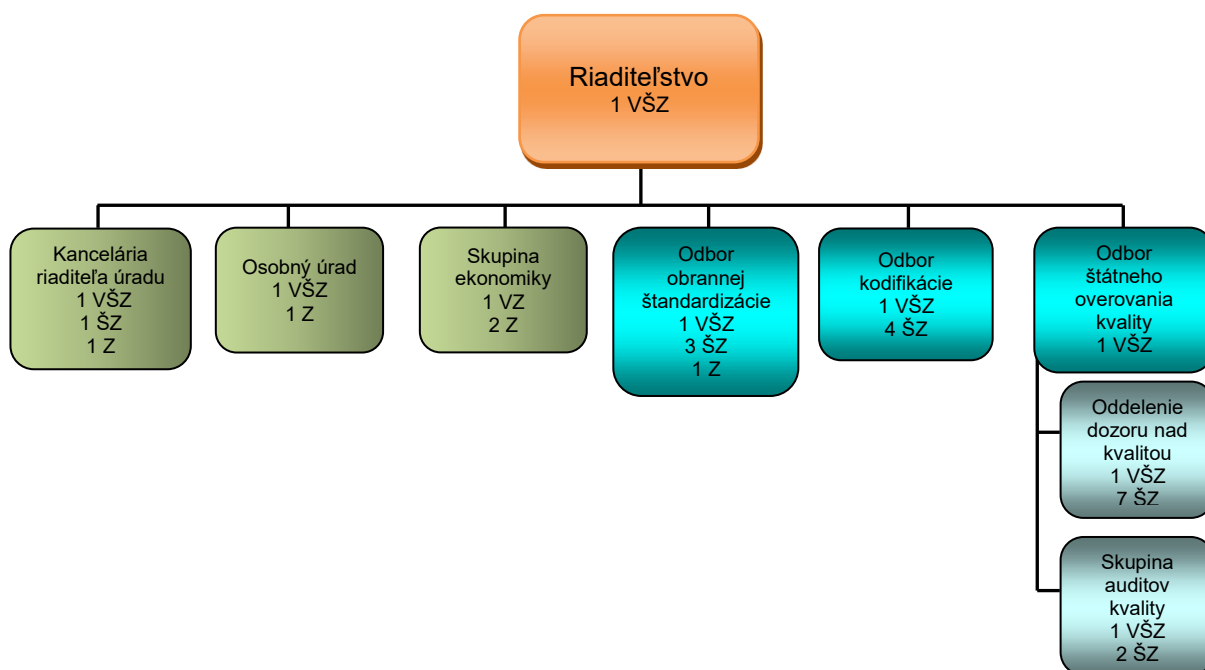 Riaditeľstvo
1 VŠZ
Kancelária
riaditeľa úradu
1 VŠZ
1 ŠZ
1 Z
Osobný úrad
1 VŠZ
1 Z
Skupina
ekonomiky
1 VZ
2 Z
Odbor
obrannej
štandardizácie
1 VŠZ
3 ŠZ
1 Z
Odbor
kodifikácie
1 VŠZ
4 ŠZ
Odbor
štátneho
overovania
kvality
1 VŠZ
Oddelenie
dozoru nad
kvalitou
1 VŠZ
7 ŠZ
Skupina
auditov
kvality
1 VŠZ
2 ŠZ